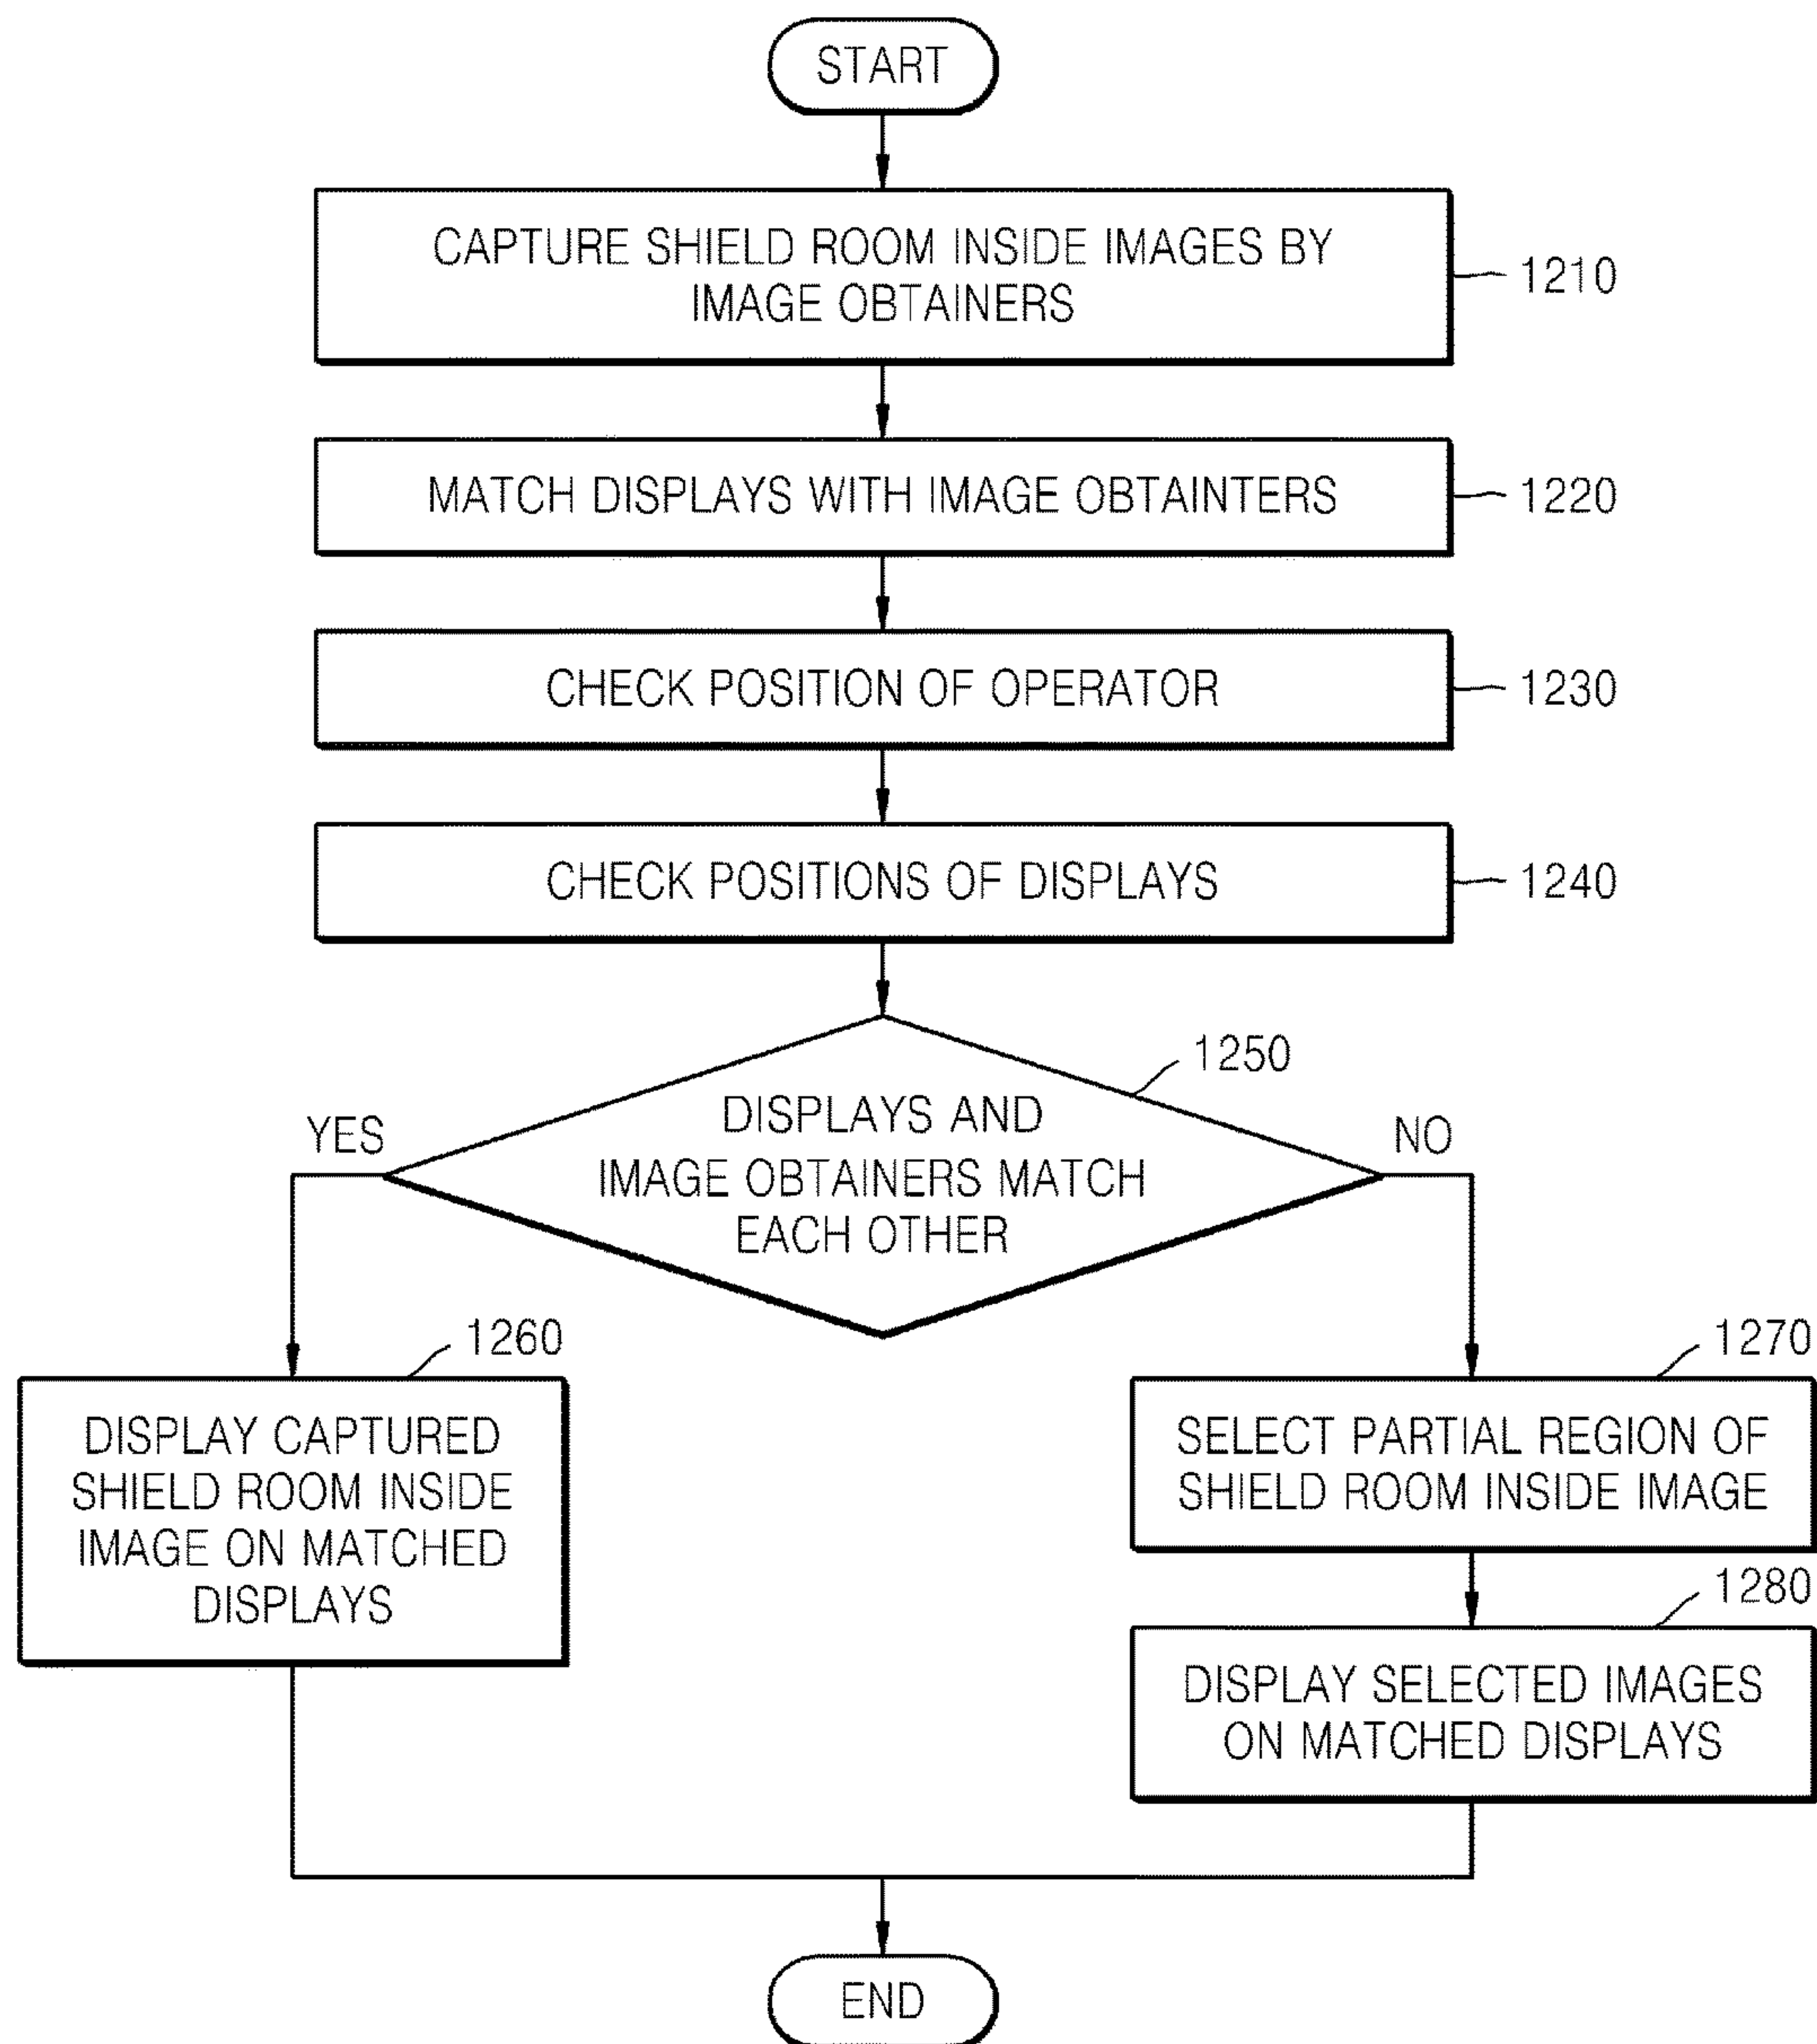 START
CAPTURE SHIELD ROOM INSIDE IMAGES BY
IMAGE OBTAINERS
1210
MATCH DISPLAYS WITH IMAGE OBTAINTERS
1220
CHECK POSITION OF OPERATOR
1230
CHECK POSITIONS OF DISPLAYS
1240
1250
DISPLAYS AND
IMAGE OBTAINERS MATCH
EACH OTHER
YES
NO
1260
DISPLAY CAPTURED
SHIELD ROOM INSIDE
IMAGE ON MATCHED
DISPLAYS
1270
SELECT PARTIAL REGION OF
SHIELD ROOM INSIDE IMAGE
1280
DISPLAY SELECTED IMAGES
ON MATCHED DISPLAYS
END